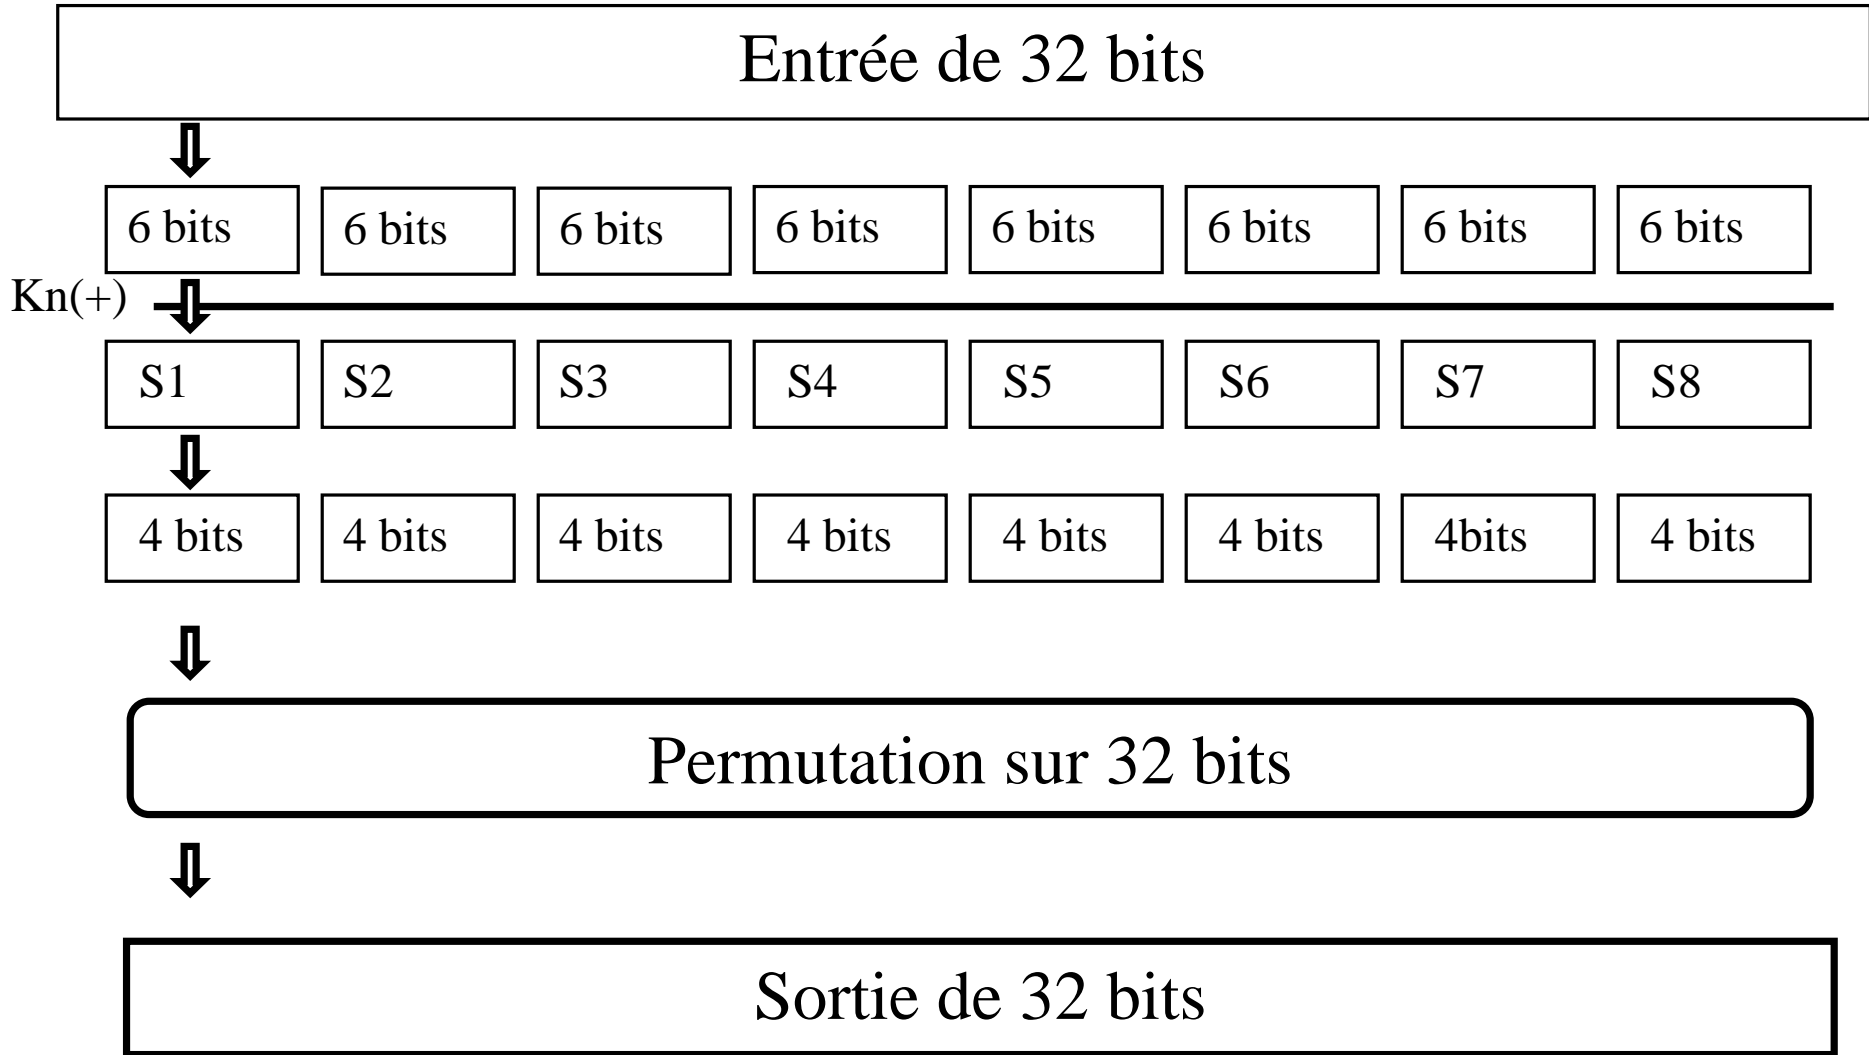 Entrée de 32 bits
6 bits 6 bits 6 bits 6 bits 6 bits 6 bits 6 bits 6 bits
Kn(+)
S1 S2 S3 S4 S5 S6 S7 S8
4 bits 4 bits 4 bits 4 bits 4 bits 4 bits 4bits 4 bits
Permutation sur 32 bits
Sortie de 32 bits